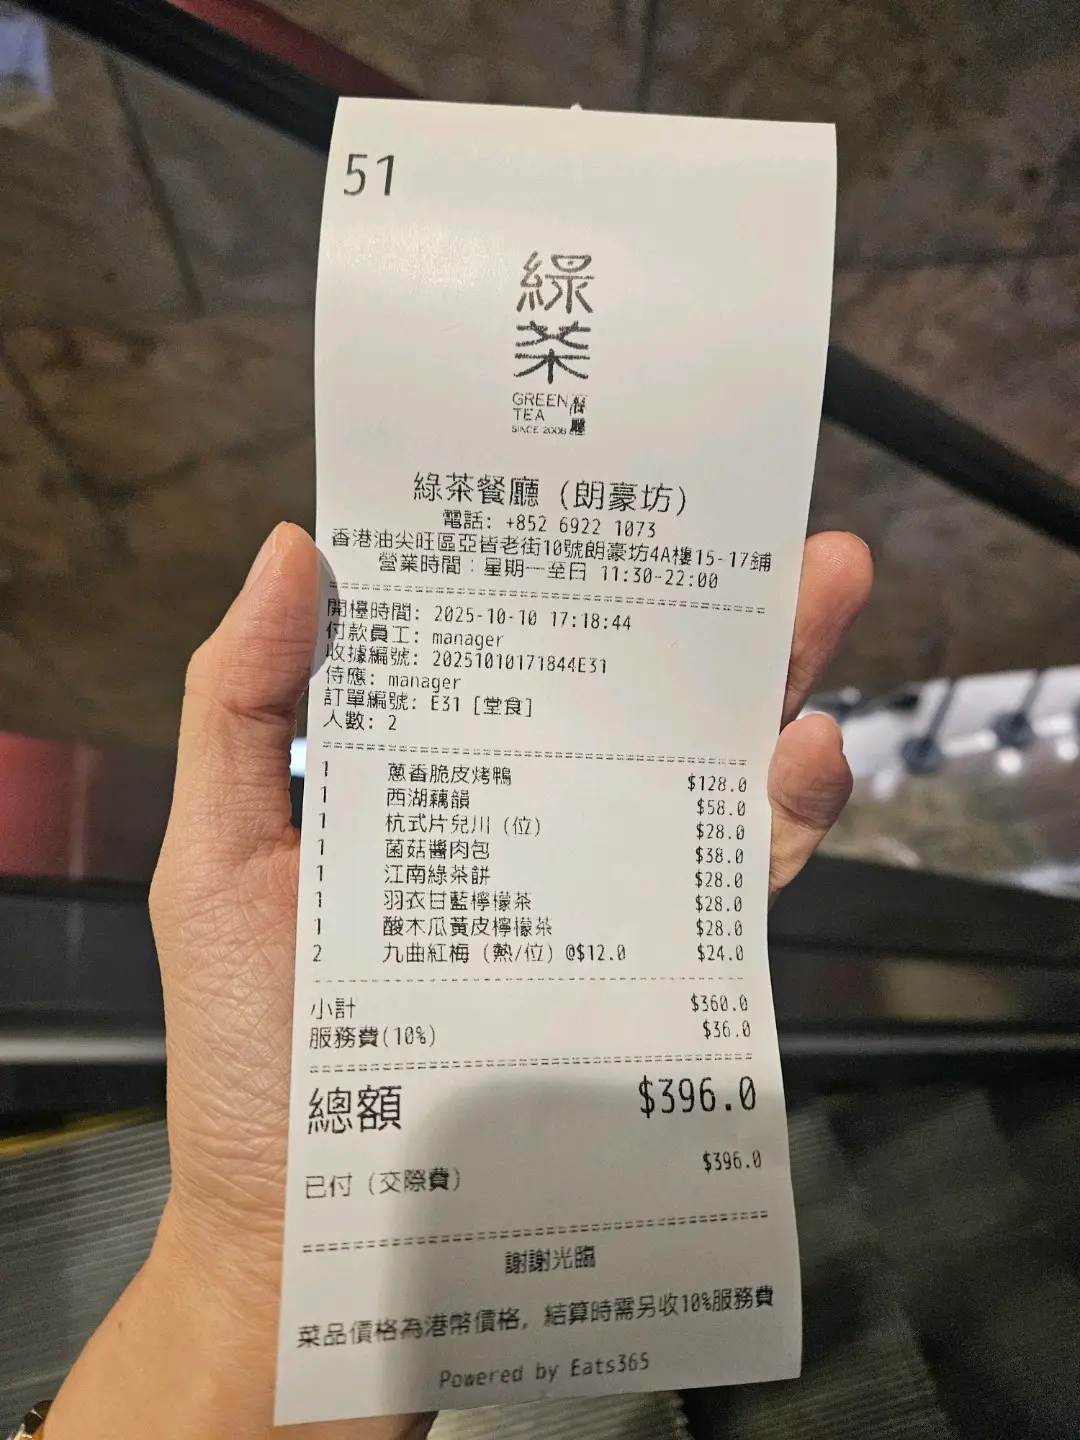 51
綠
茶
GREEN 餐
TEA 廳
SINCE 2008
綠茶餐廳 (朗豪坊)
電話: +852 6922 1073
香港油尖旺區亞皆老街10號朗豪坊4A樓15-17鋪
營業時間：星期一至日 11:30-22:00
開檯時間: 2025-10-10 17:18:44
付款員工: manager
收據編號: 20251010171844E31
侍應: manager
訂單編號: E31 [堂食]
人數: 2
1 蔥香脆皮烤鴨 $128.0
1 西湖藕韻 $58.0
1 杭式片兒川 (位) $28.0
1 菌菇醬肉包 $38.0
1 江南綠茶餅 $28.0
1 羽衣甘藍檸檬茶 $28.0
1 酸木瓜黃皮檸檬茶 $28.0
2 九曲紅梅 (熱/位) @$12.0 $24.0
小計 $360.0
服務費(10%) $36.0
總額 $396.0
已付 (交際費) $396.0
謝謝光臨
菜品價格為港幣價格, 結算時需另收10%服務費
Powered by Eats365